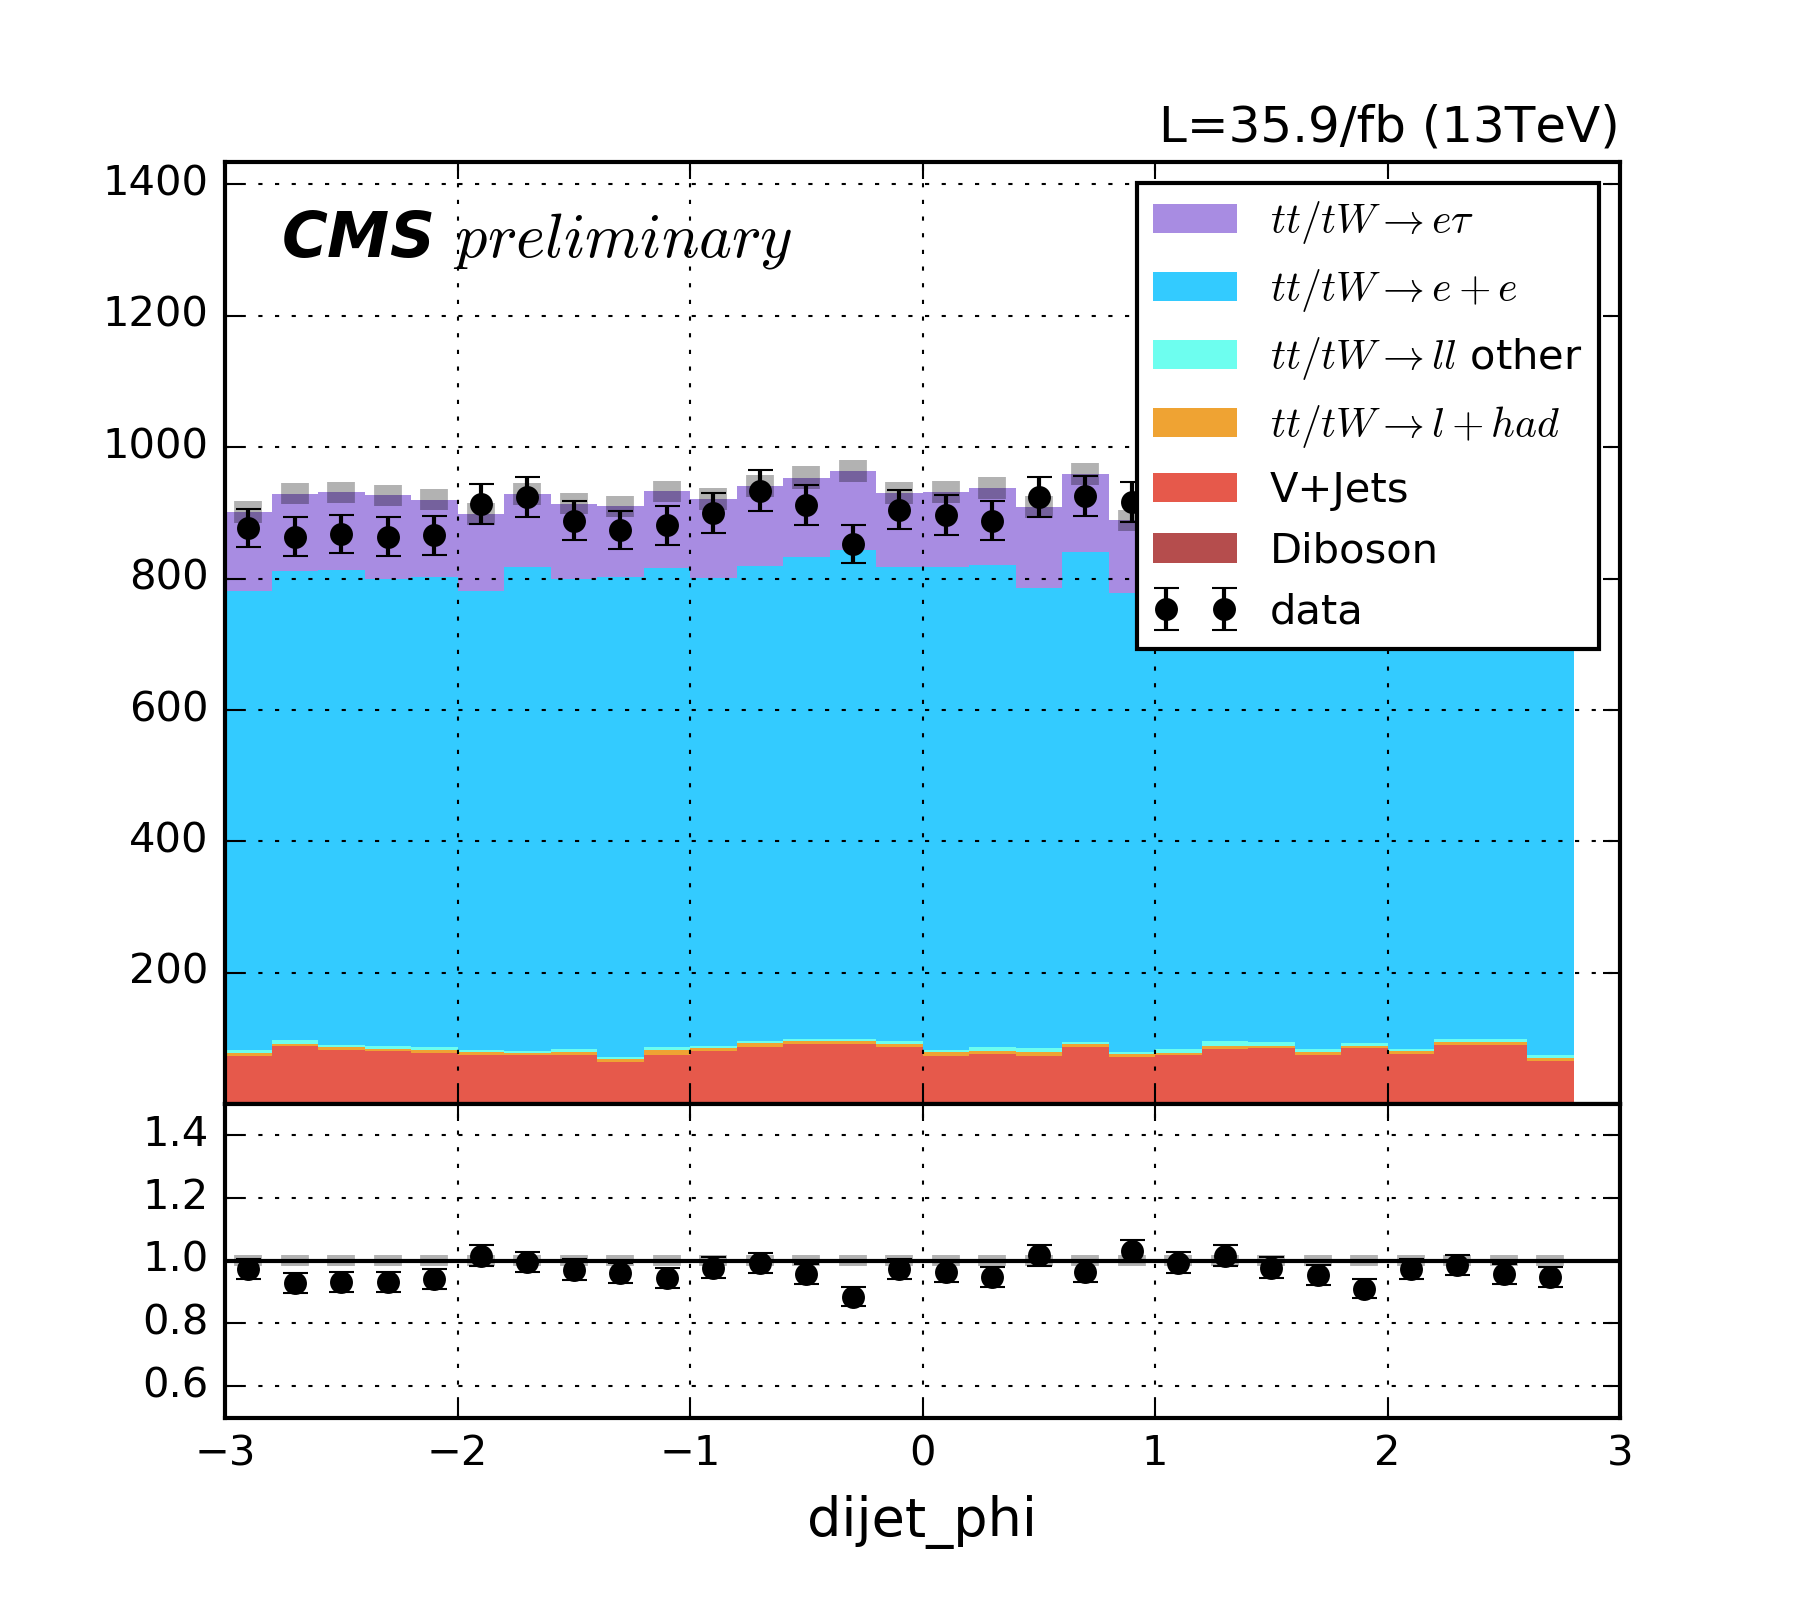 L=35.9/fb (13TeV)
1400
CMS preliminary
1200
1000
800
600
400
200
tt/tW→eτ
tt/tW→e+e
tt/tW→ll other
tt/tW→l+had
V+Jets
Diboson
data
1.4
1.2
1.0
0.8
0.6
−3 −2 −1 0 1 2 3
dijet_phi